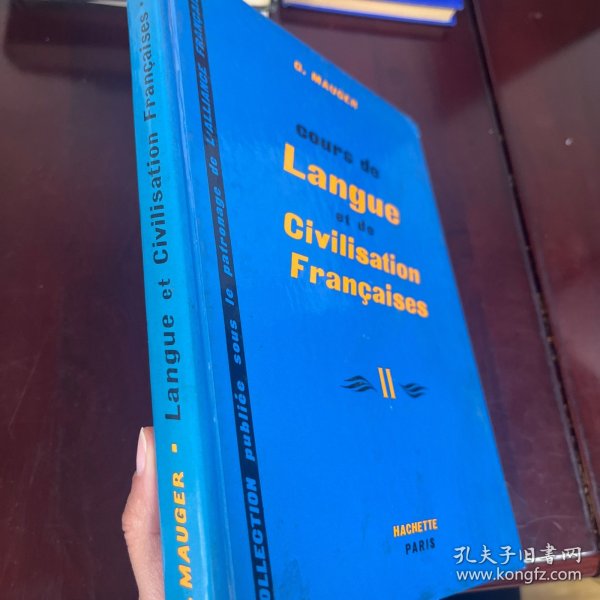 G. MAUGER
cours de
Langue
et de
Civilisation
Françaises
II
HACHETTE
PARIS
COLLECTION publiée sous le patronage de L'ALLIANCE FRANÇAISE
MAUGER • Langue et Civilisation Françaises •
孔夫子旧书网
www.kongfz.com